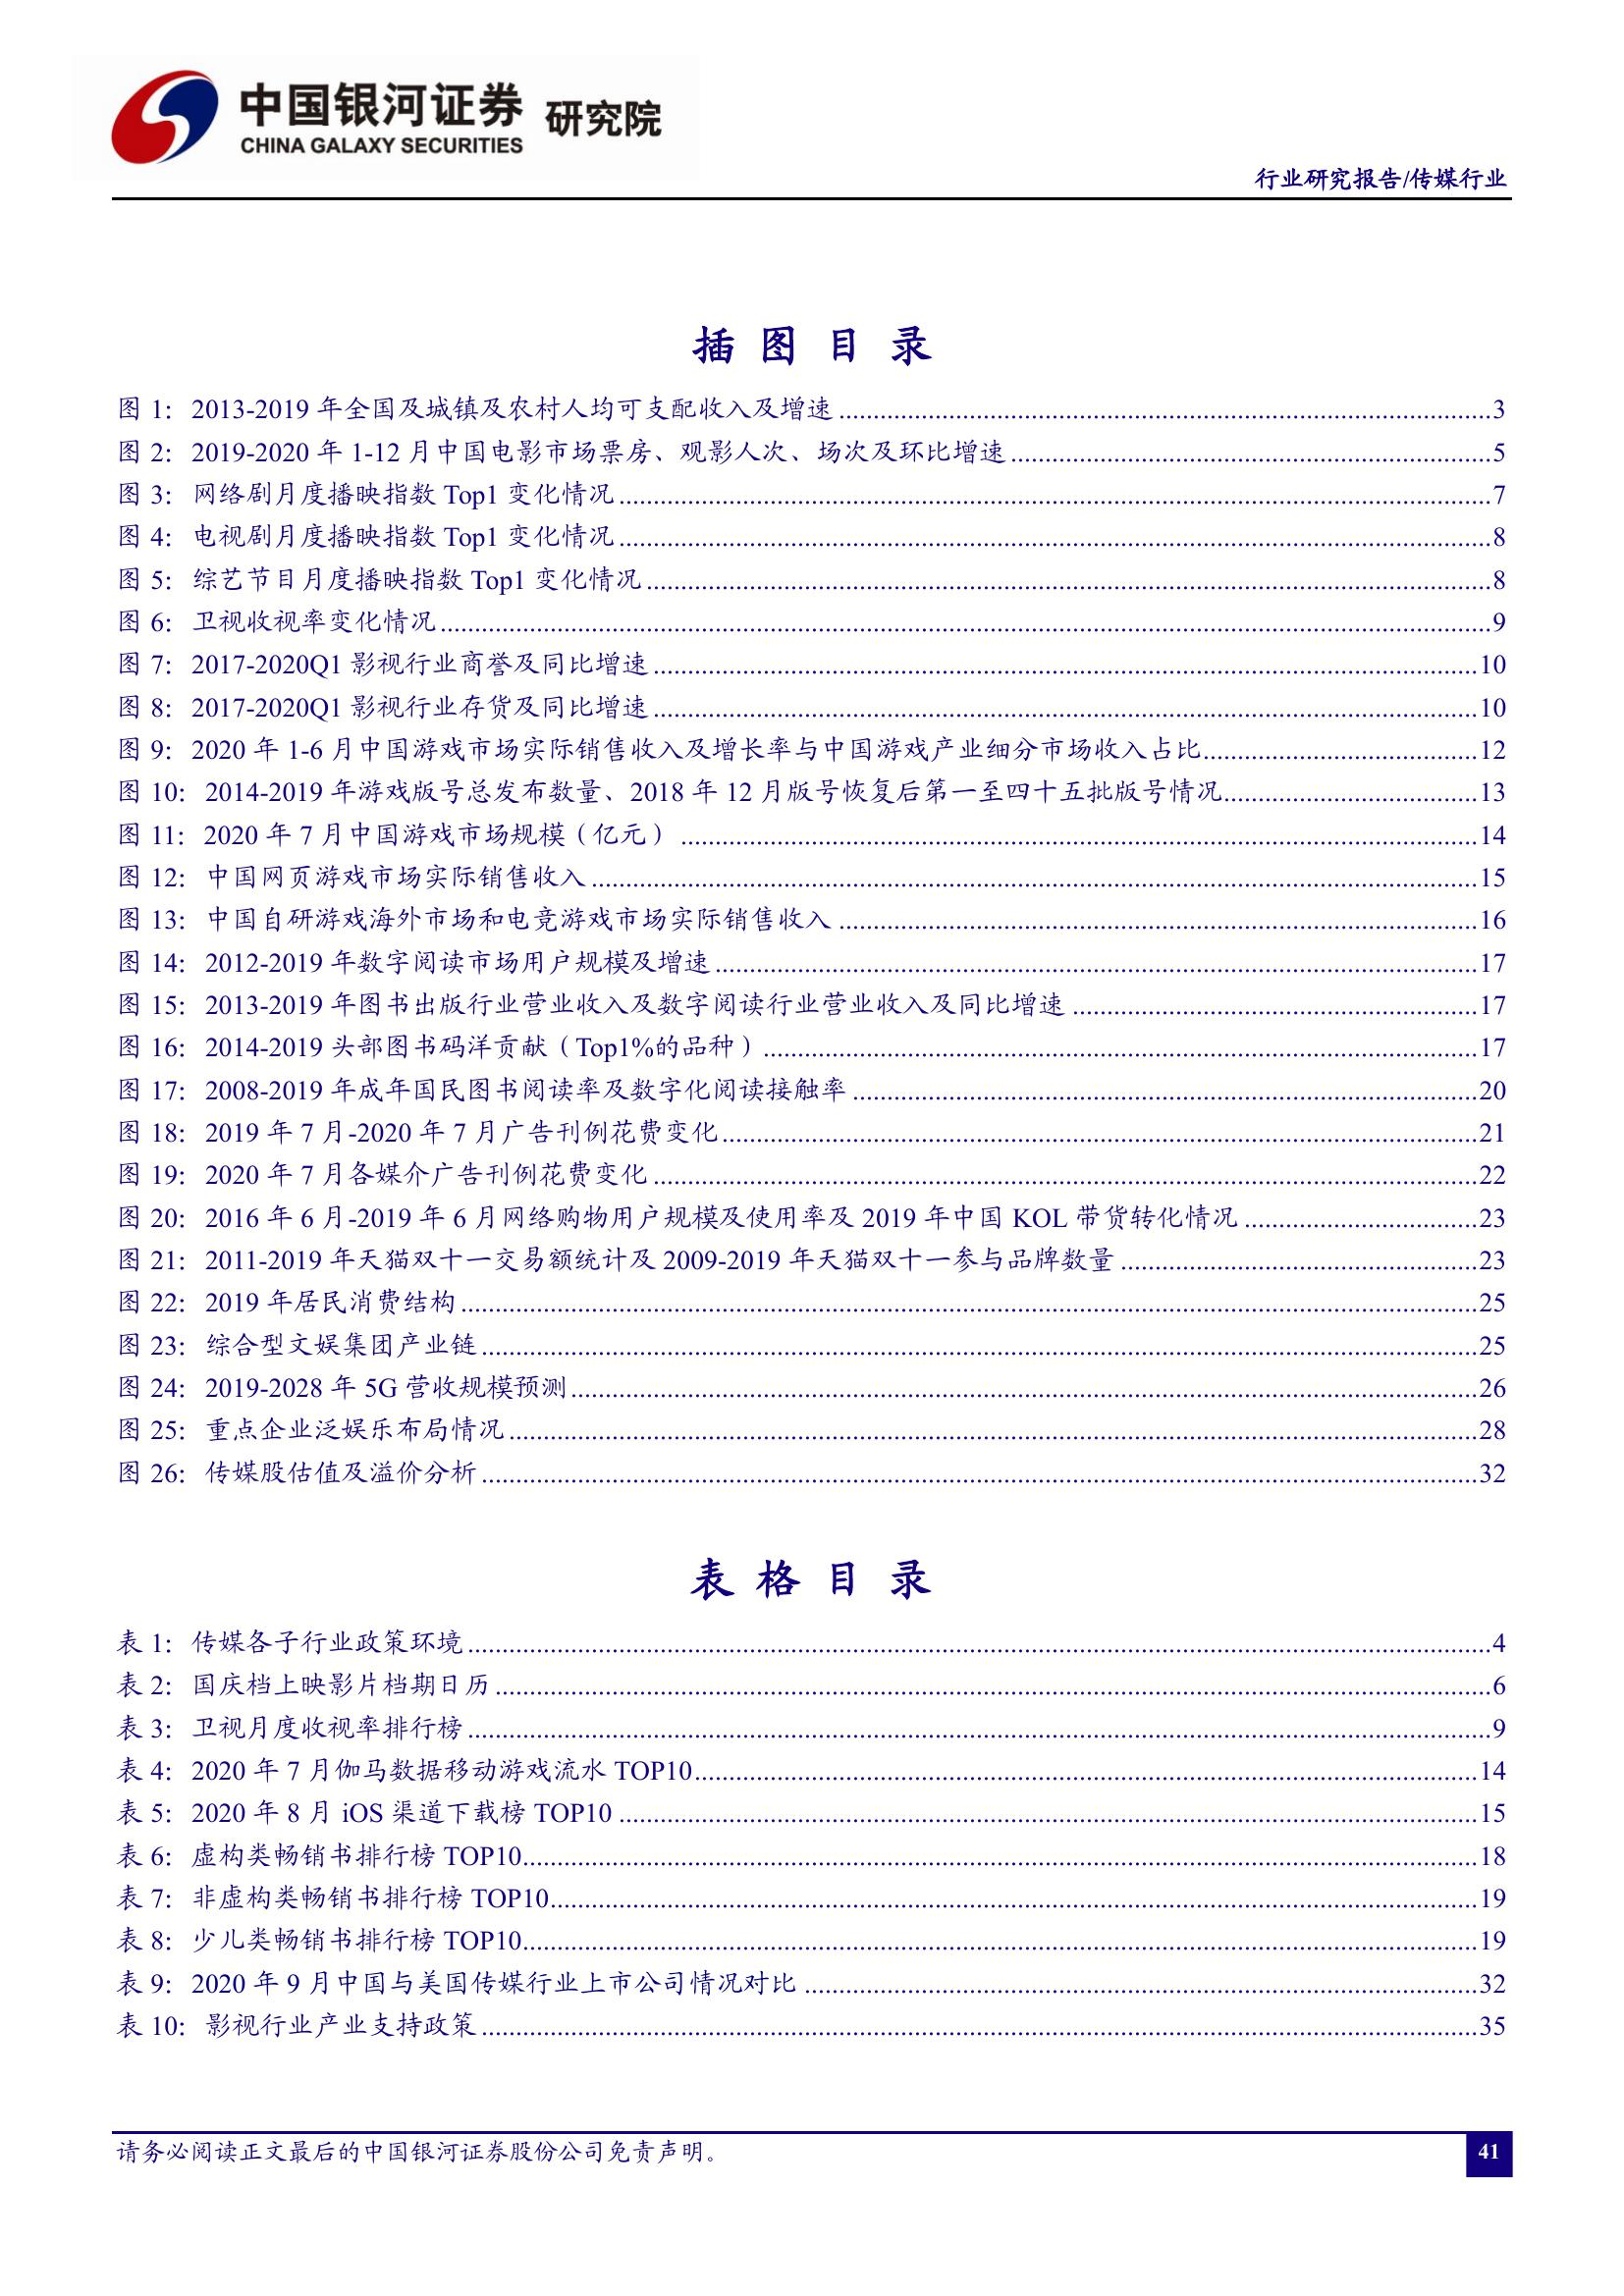 中国银河证券 研究院
CHINA GALAXY SECURITIES
行业研究报告/传媒行业
插图目录
图 1: 2013-2019 年全国及城镇及农村人均可支配收入及增速 3
图 2: 2019-2020 年 1-12 月中国电影市场票房、观影人次、场次及环比增速 5
图 3: 网络剧月度播映指数 Top1 变化情况 7
图 4: 电视剧月度播映指数 Top1 变化情况 8
图 5: 综艺节目月度播映指数 Top1 变化情况 8
图 6: 卫视收视率变化情况 9
图 7: 2017-2020Q1 影视行业商誉及同比增速 10
图 8: 2017-2020Q1 影视行业存货及同比增速 10
图 9: 2020 年 1-6 月中国游戏市场实际销售收入及增长率与中国游戏产业细分市场收入占比 12
图 10: 2014-2019 年游戏版号总发布数量、2018 年 12 月版号恢复后第一至四十五批版号情况 13
图 11: 2020 年 7 月中国游戏市场规模（亿元） 14
图 12: 中国网页游戏市场实际销售收入 15
图 13: 中国自研游戏海外市场和电竞游戏市场实际销售收入 16
图 14: 2012-2019 年数字阅读市场用户规模及增速 17
图 15: 2013-2019 年图书出版行业营业收入及数字阅读行业营业收入及同比增速 17
图 16: 2014-2019 头部图书码洋贡献（Top1%的品种） 17
图 17: 2008-2019 年成年国民图书阅读率及数字化阅读接触率 20
图 18: 2019 年 7 月-2020 年 7 月广告刊例花费变化 21
图 19: 2020 年 7 月各媒介广告刊例花费变化 22
图 20: 2016 年 6 月-2019 年 6 月网络购物用户规模及使用率及 2019 年中国 KOL 带货转化情况 23
图 21: 2011-2019 年天猫双十一交易额统计及 2009-2019 年天猫双十一参与品牌数量 23
图 22: 2019 年居民消费结构 25
图 23: 综合型文娱集团产业链 25
图 24: 2019-2028 年 5G 营收规模预测 26
图 25: 重点企业泛娱乐布局情况 28
图 26: 传媒股估值及溢价分析 32
表格目录
表 1: 传媒各子行业政策环境 4
表 2: 国庆档上映影片档期日历 6
表 3: 卫视月度收视率排行榜 9
表 4: 2020 年 7 月伽马数据移动游戏流水 TOP10 14
表 5: 2020 年 8 月 iOS 渠道下载榜 TOP10 15
表 6: 虚构类畅销书排行榜 TOP10 18
表 7: 非虚构类畅销书排行榜 TOP10 19
表 8: 少儿类畅销书排行榜 TOP10 19
表 9: 2020 年 9 月中国与美国传媒行业上市公司情况对比 32
表 10: 影视行业产业支持政策 35
请务必阅读正文最后的中国银河证券股份公司免责声明。
41